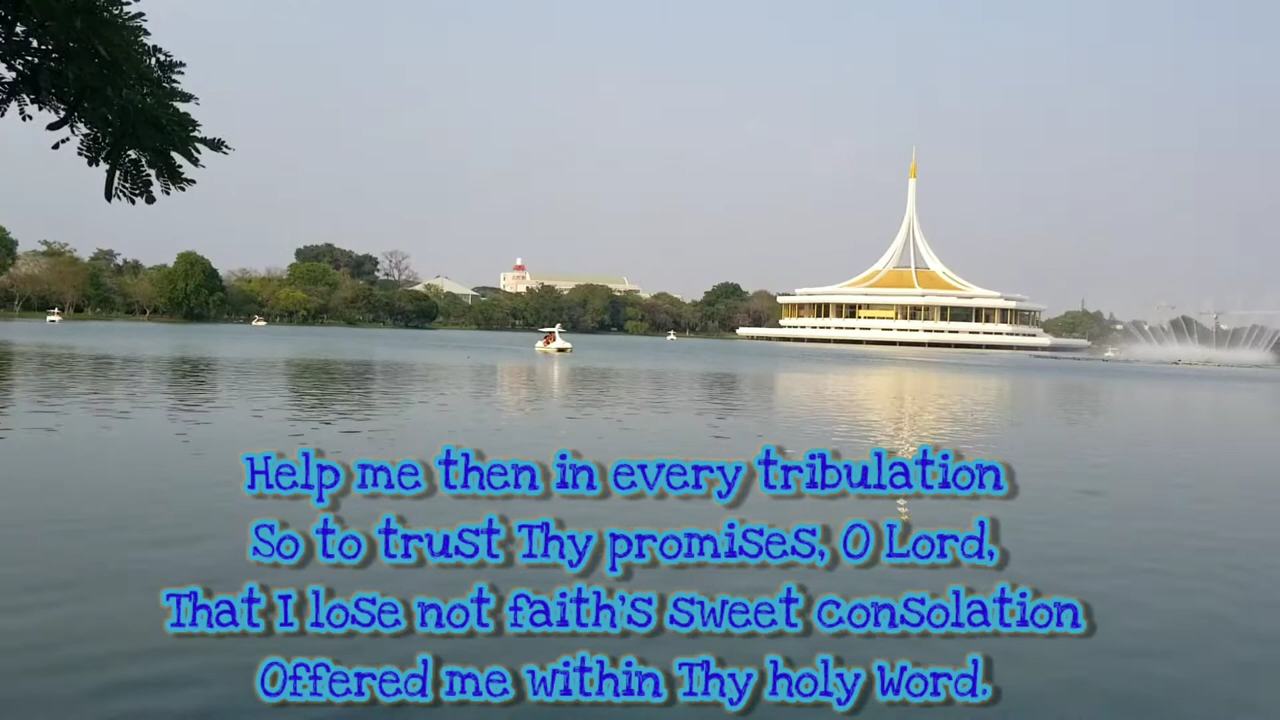 Help me then in every tribulation
So to trust Thy promises, O Lord,
That I lose not faith's sweet consolation
Offered me within Thy holy Word.